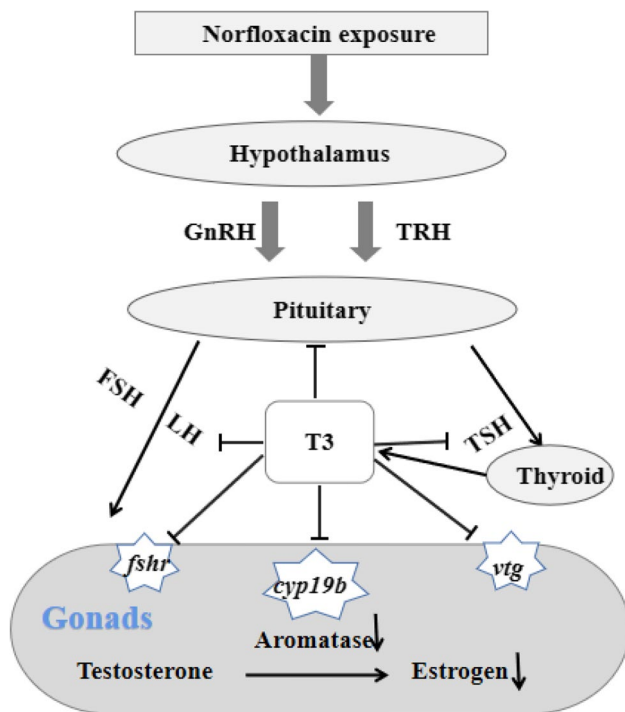 Norfloxacin exposure
Hypothalamus
GnRH
TRH
Pituitary
FSH
LH
T3
TSH
Thyroid
fshr
cyp19b
vtg
Gonads
Aromatase
Testosterone
Estrogen